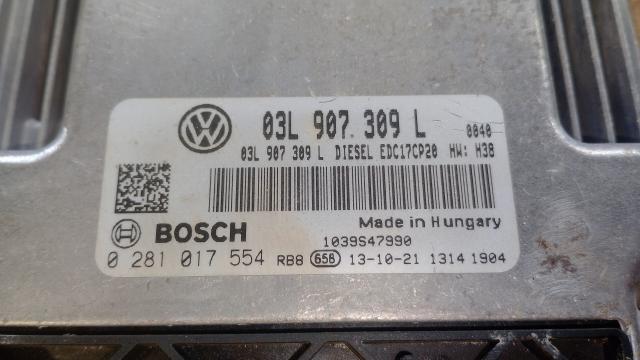 03L 907 309 L 0040
03L 907 309 L DIESEL EDC17CP20 HW: H38
Made in Hungary
BOSCH 1039S47990
0 281 017 554 RB8 656 13-10-21 1314 1904